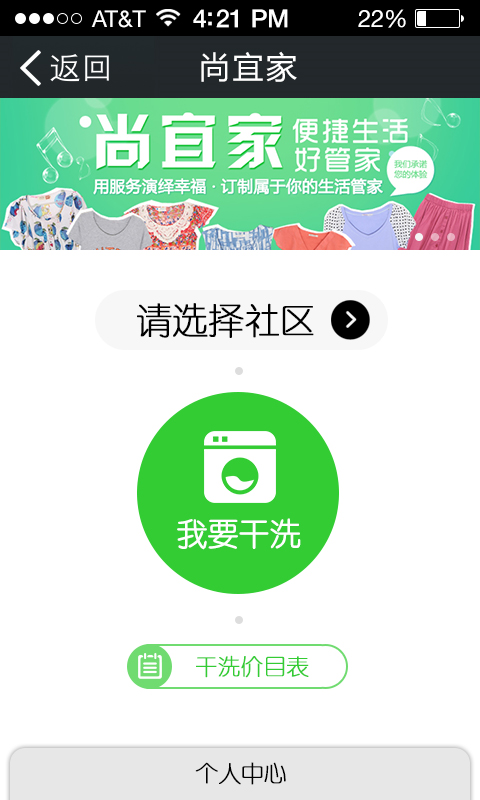 AT&T 4:21 PM 22%
返回 尚宜家
尚宜家 便捷生活
好管家
我们承诺
您的体验
用服务演绎幸福·订制属于你的生活管家
请选择社区
我要干洗
干洗价目表
个人中心